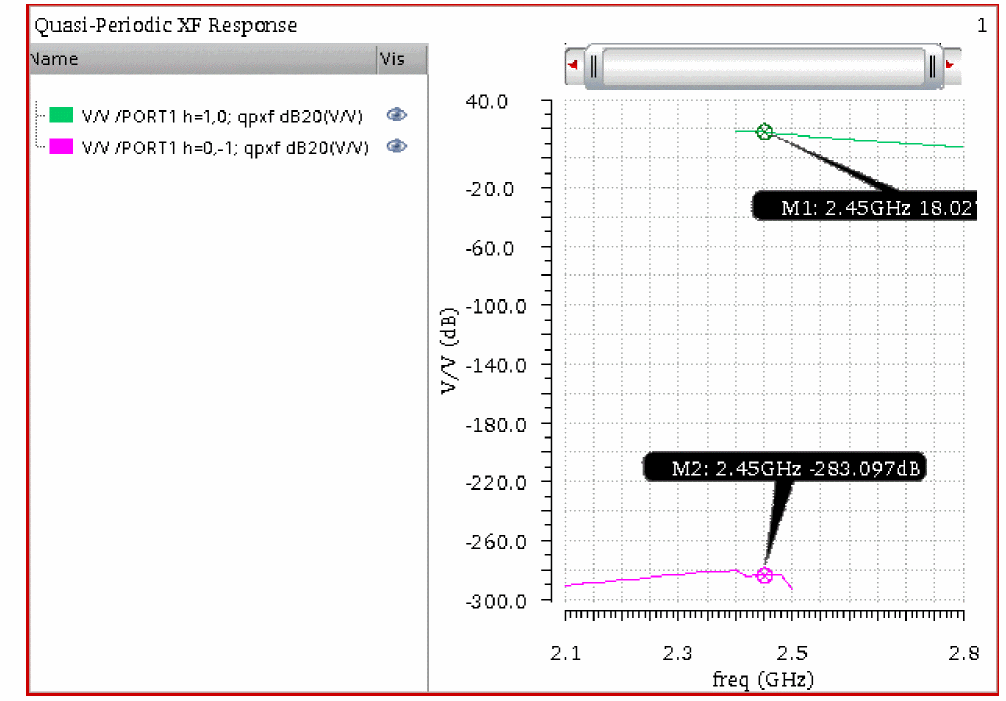 Quasi-Periodic XF Response 1
Name Vis
V/V /PORT1 h=1,0; qpxf dB20(V/V)
V/V /PORT1 h=0,-1; qpxf dB20(V/V)
40.0
-20.0
-60.0
-100.0
-140.0
-180.0
-220.0
-260.0
-300.0
V/V (dB)
M1: 2.45GHz 18.027
M2: 2.45GHz -283.097dB
2.1 2.3 2.5 2.8
freq (GHz)